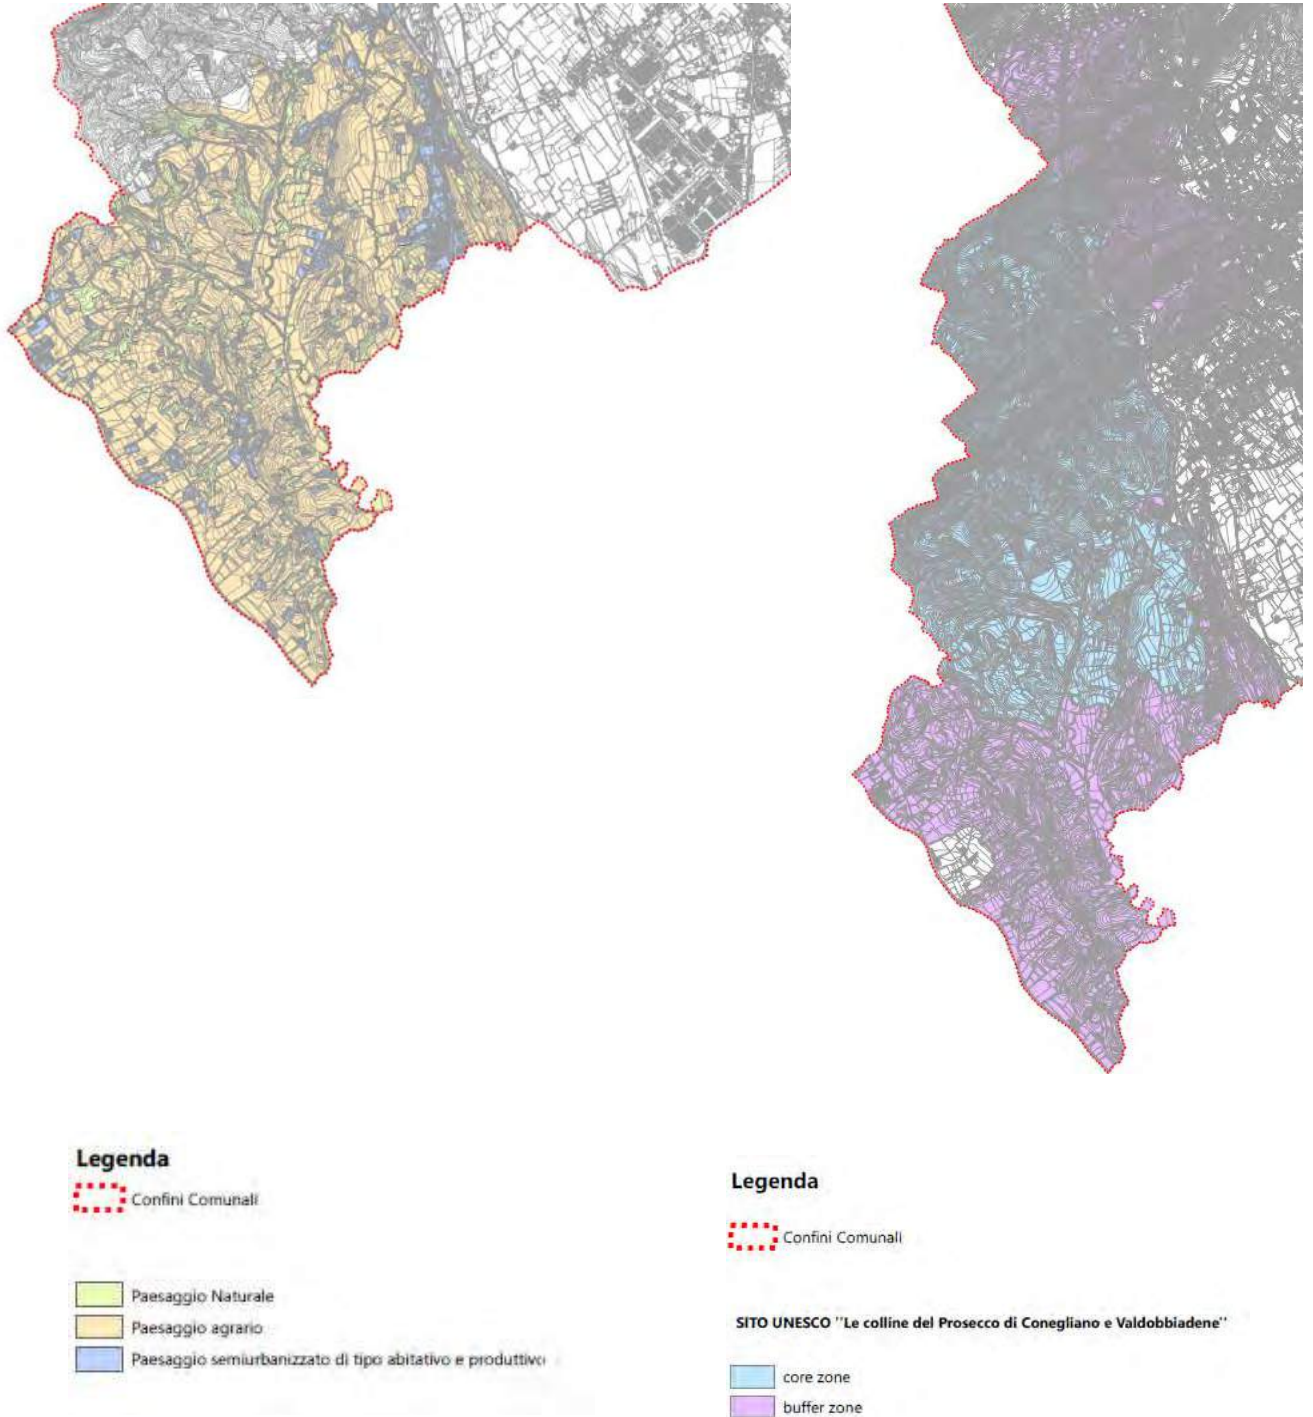 Legenda
Confini Comunali
Paesaggio Naturale
Paesaggio agrario
Paesaggio semiurbanizzato di tipo abitativo e produttivo
Legenda
Confini Comunali
SITO UNESCO ''Le colline del Prosecco di Conegliano e Valdobbiadene''
core zone
buffer zone